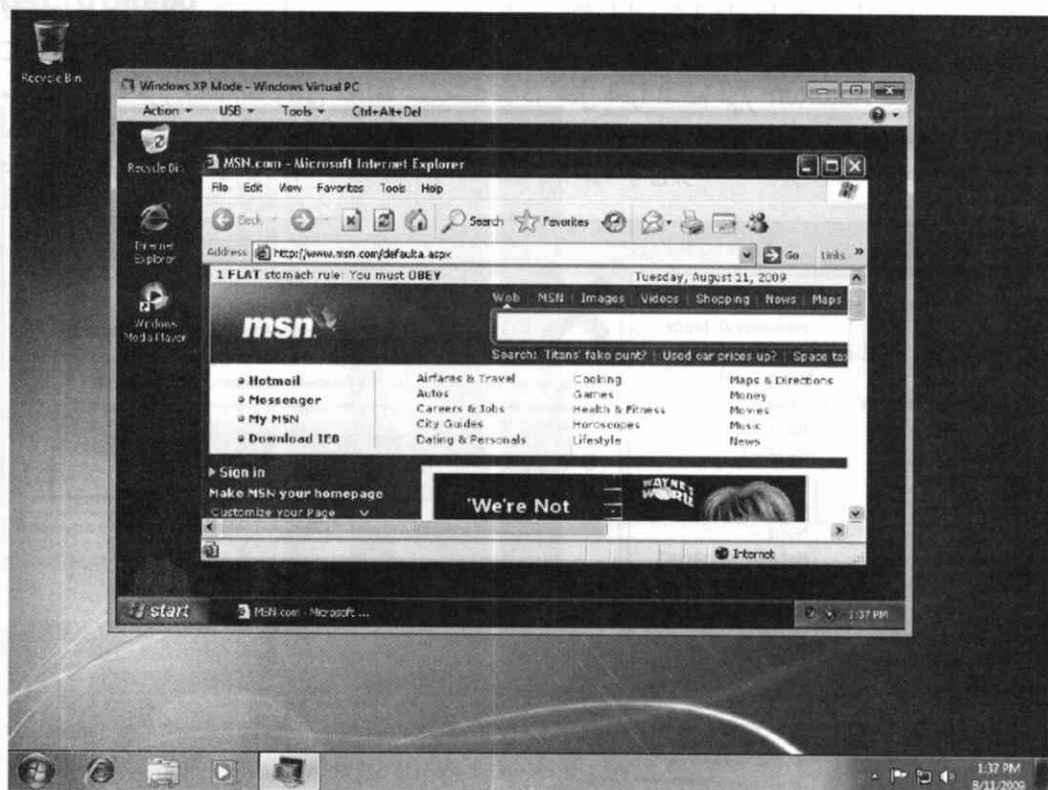 Recycle Bin
Windows XP Mode - Windows Virtual PC
Action USB Tools Ctrl+Alt+Del
Recycle Bin
MSN.com - Microsoft Internet Explorer
File Edit View Favorites Tools Help
Back Search Favorites
Address http://www.msn.com/defaulta.aspx Go Links »
1 FLAT stomach rule: You must OBEY Tuesday, August 11, 2009
Web MSN | Images | Videos | Shopping | News | Maps
msn
Search: Titans' fake punt? | Used car prices up? | Space
Hotmail
Messenger
My MSN
Download IE8
Airfares & Travel
Autos
Careers & Jobs
City Guides
Dating & Personals
Cooking
Games
Health & Fitness
Horoscopes
Lifestyle
Maps & Directions
Money
Movies
Music
News
Internet
Explorer
Windows
Media Player
Sign in
Make MSN your homepage
Customize your Page
'We're Not
WAYNE'S
WORLD
Internet
start MSN.com - Microsoft ... 1:37 PM
1:37 PM
8/11/2009